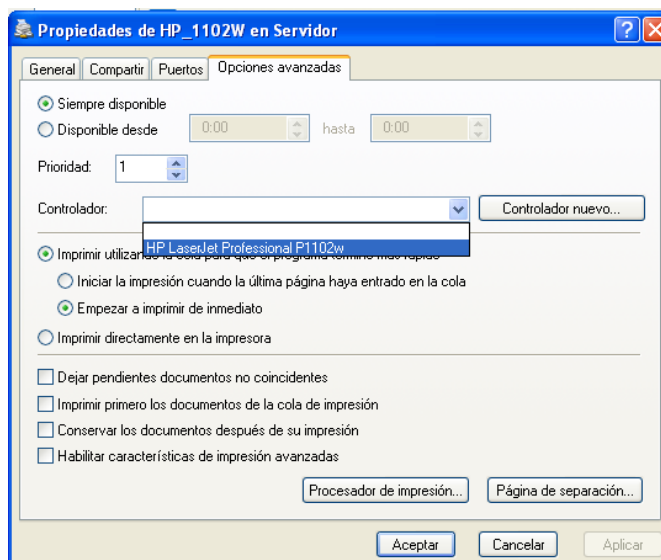 Propiedades de HP_1102W en Servidor
General Compartir Puertos Opciones avanzadas
Siempre disponible
Disponible desde 0:00 hasta 0:00
Prioridad: 1
Controlador: Controlador nuevo...
HP LaserJet Professional P1102w
Imprimir utilizando la cola para que el programa termine más rápido
Iniciar la impresión cuando la última página haya entrado en la cola
Empezar a imprimir de inmediato
Imprimir directamente en la impresora
Dejar pendientes documentos no coincidentes
Imprimir primero los documentos de la cola de impresión
Conservar los documentos después de su impresión
Habilitar características de impresión avanzadas
Procesador de impresión... Página de separación...
Aceptar Cancelar Aplicar